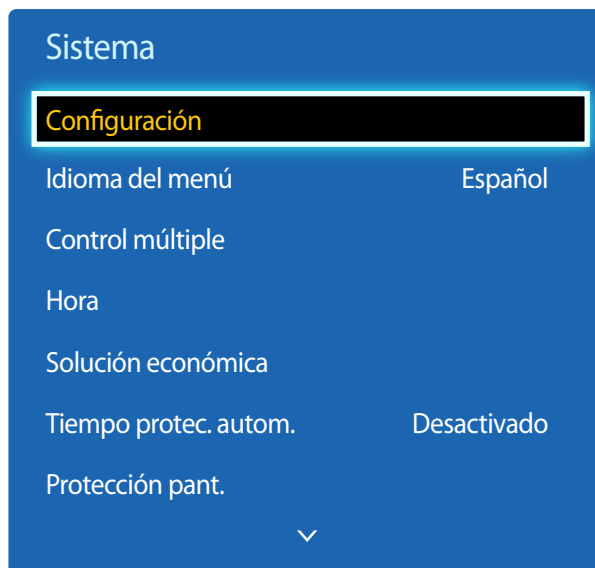 Sistema
Configuración
Idioma del menú Español
Control múltiple
Hora
Solución económica
Tiempo protec. autom. Desactivado
Protección pant.